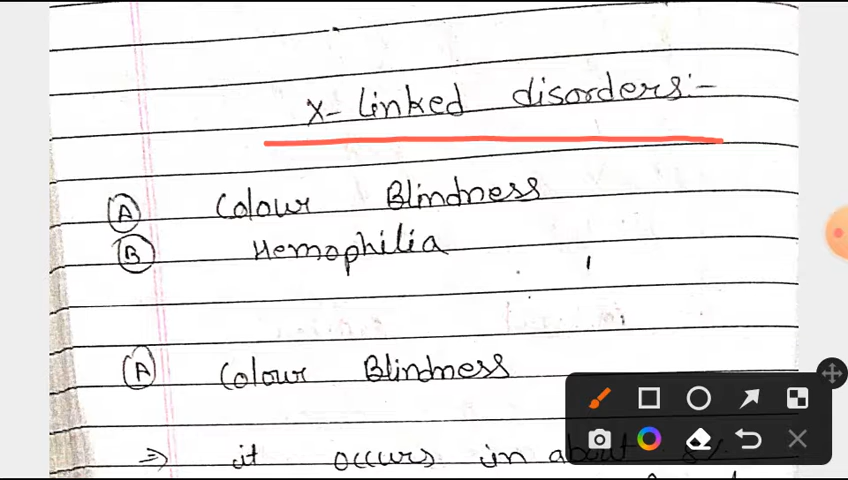 X-linked disorders:-
(A) Colour Blindness
(B) Hemophilia
(A) Colour Blindness
⇒ it occurs in about